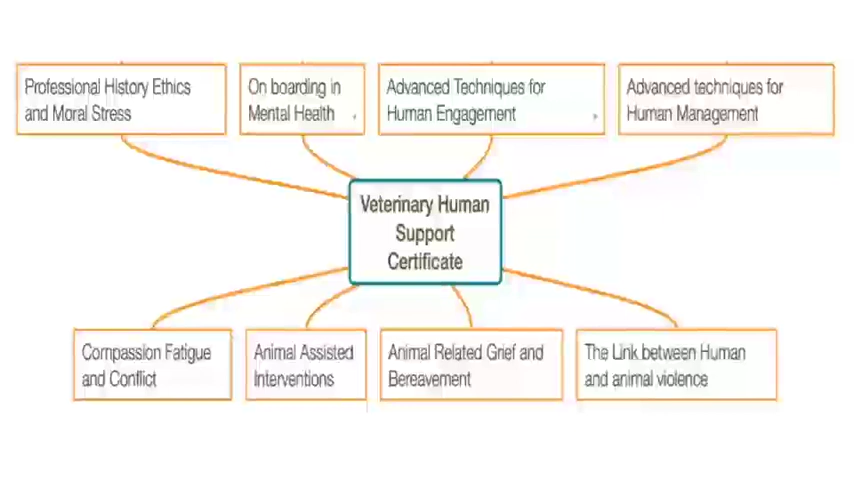 Professional History Ethics
and Moral Stress
On boarding in
Mental Health
Advanced Techniques for
Human Engagement
Advanced techniques for
Human Management
Veterinary Human
Support
Certificate
Compassion Fatigue
and Conflict
Animal Assisted
Interventions
Animal Related Grief and
Bereavement
The Link between Human
and animal violence